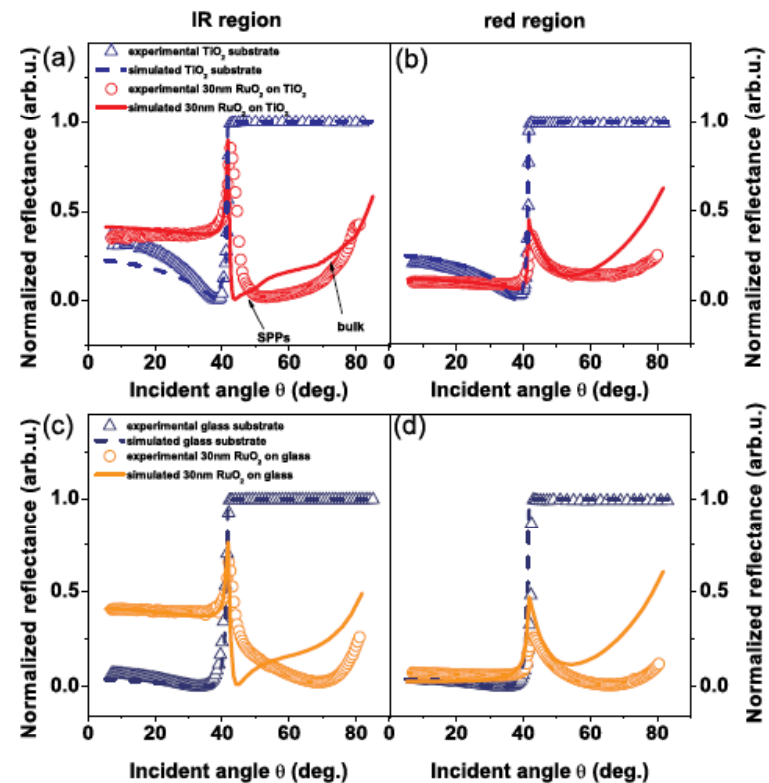 IR region
red region
(a)
experimental TiO₂ substrate
simulated TiO₂ substrate
experimental 30nm RuO₂ on TiO₂
simulated 30nm RuO₂ on TiO₂
(b)
Normalized reflectance (arb.u.)
1.0
0.5
0.0
SPPs
bulk
1.0
0.5
0.0
Normalized reflectance (arb.u.)
0 20 40 60 80
0 20 40 60 80
Incident angle θ (deg.)
Incident angle θ (deg.)
(c)
experimental glass substrate
simulated glass substrate
experimental 30nm RuO₂ on glass
simulated 30nm RuO₂ on glass
(d)
Normalized reflectance (arb.u.)
1.0
0.5
0.0
1.0
0.5
0.0
Normalized reflectance (arb.u.)
0 20 40 60 80
0 20 40 60 80
Incident angle θ (deg.)
Incident angle θ (deg.)